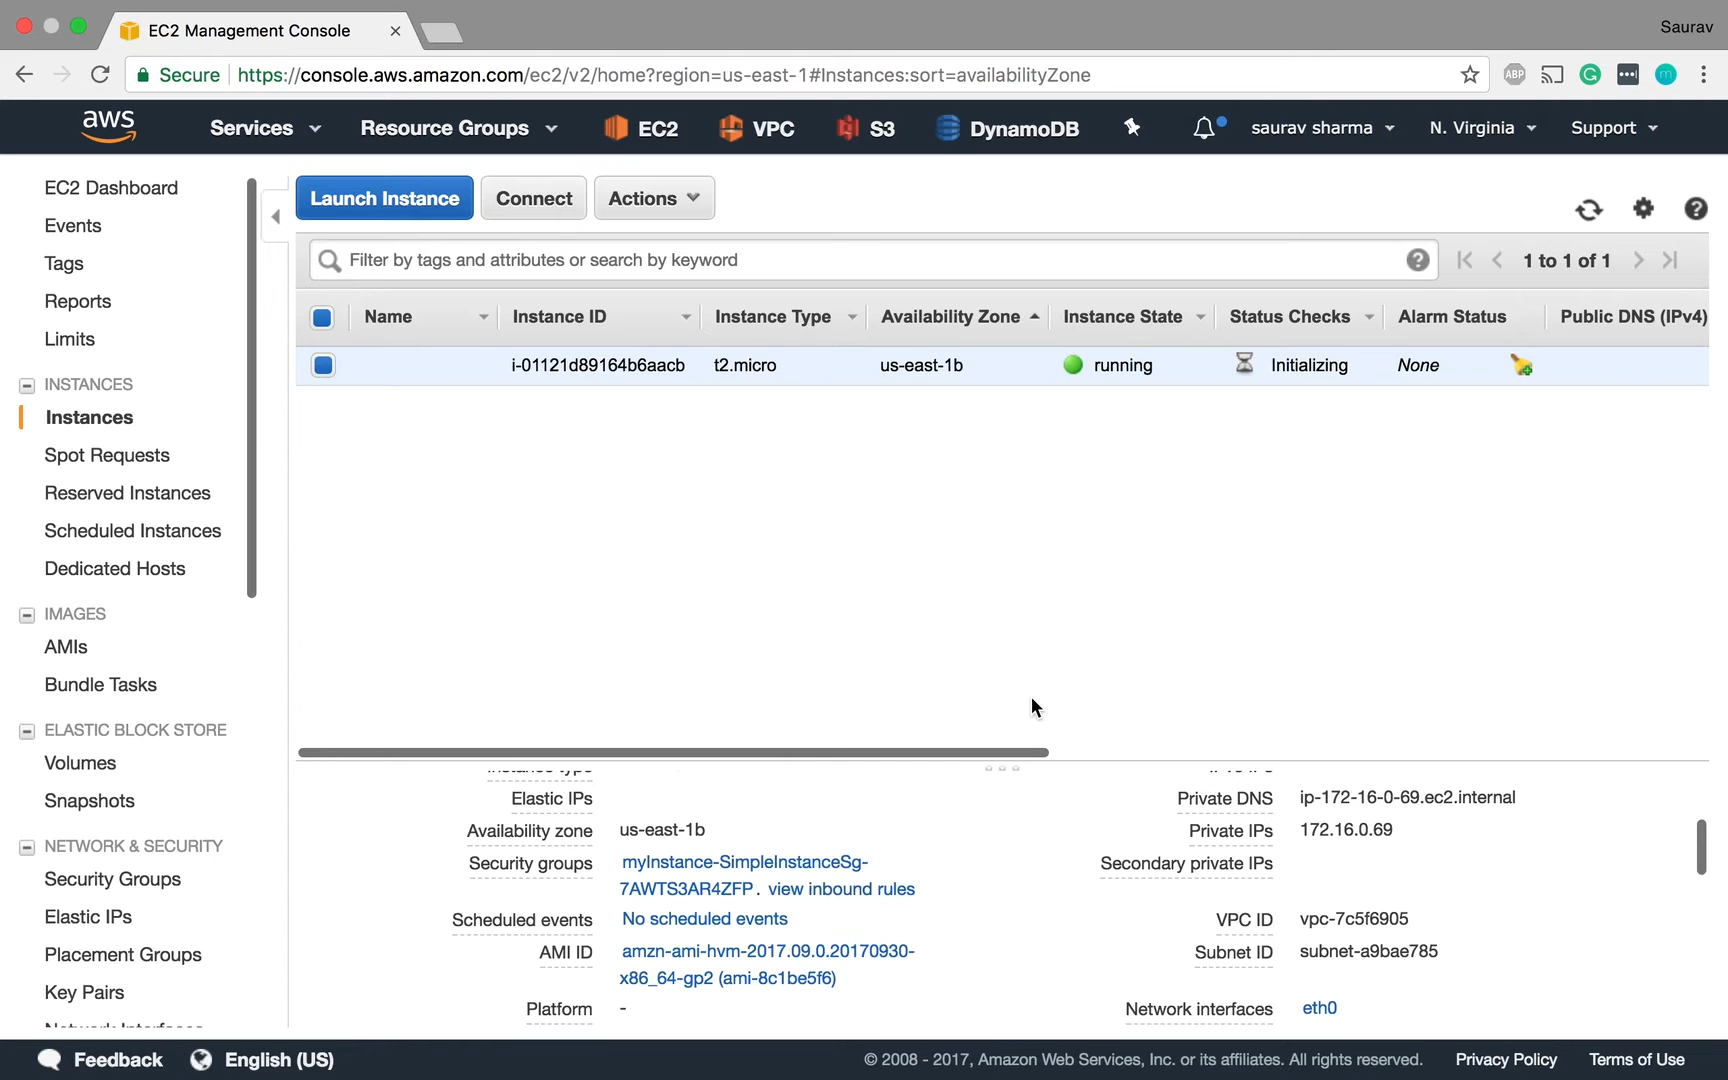 EC2 Management Console
Saurav
Secure https://console.aws.amazon.com/ec2/v2/home?region=us-east-1#Instances:sort=availabilityZone
ABP
aws Services Resource Groups EC2 VPC S3 DynamoDB saurav sharma N. Virginia Support
EC2 Dashboard
Events
Tags
Reports
Limits
INSTANCES
Instances
Spot Requests
Reserved Instances
Scheduled Instances
Dedicated Hosts
IMAGES
AMIs
Bundle Tasks
ELASTIC BLOCK STORE
Volumes
Snapshots
NETWORK & SECURITY
Security Groups
Elastic IPs
Placement Groups
Key Pairs
Launch Instance Connect Actions
Filter by tags and attributes or search by keyword
1 to 1 of 1
Name Instance ID Instance Type Availability Zone Instance State Status Checks Alarm Status Public DNS (IPv4)
i-01121d89164b6aacb t2.micro us-east-1b running Initializing None
Elastic IPs
Availability zone us-east-1b
Security groups myInstance-SimpleInstanceSg-
7AWTS3AR4ZFP . view inbound rules
Scheduled events No scheduled events
AMI ID amzn-ami-hvm-2017.09.0.20170930-
x86_64-gp2 (ami-8c1be5f6)
Platform -
Private DNS ip-172-16-0-69.ec2.internal
Private IPs 172.16.0.69
Secondary private IPs
VPC ID vpc-7c5f6905
Subnet ID subnet-a9bae785
Network interfaces eth0
Feedback English (US)
© 2008 - 2017, Amazon Web Services, Inc. or its affiliates. All rights reserved. Privacy Policy Terms of Use